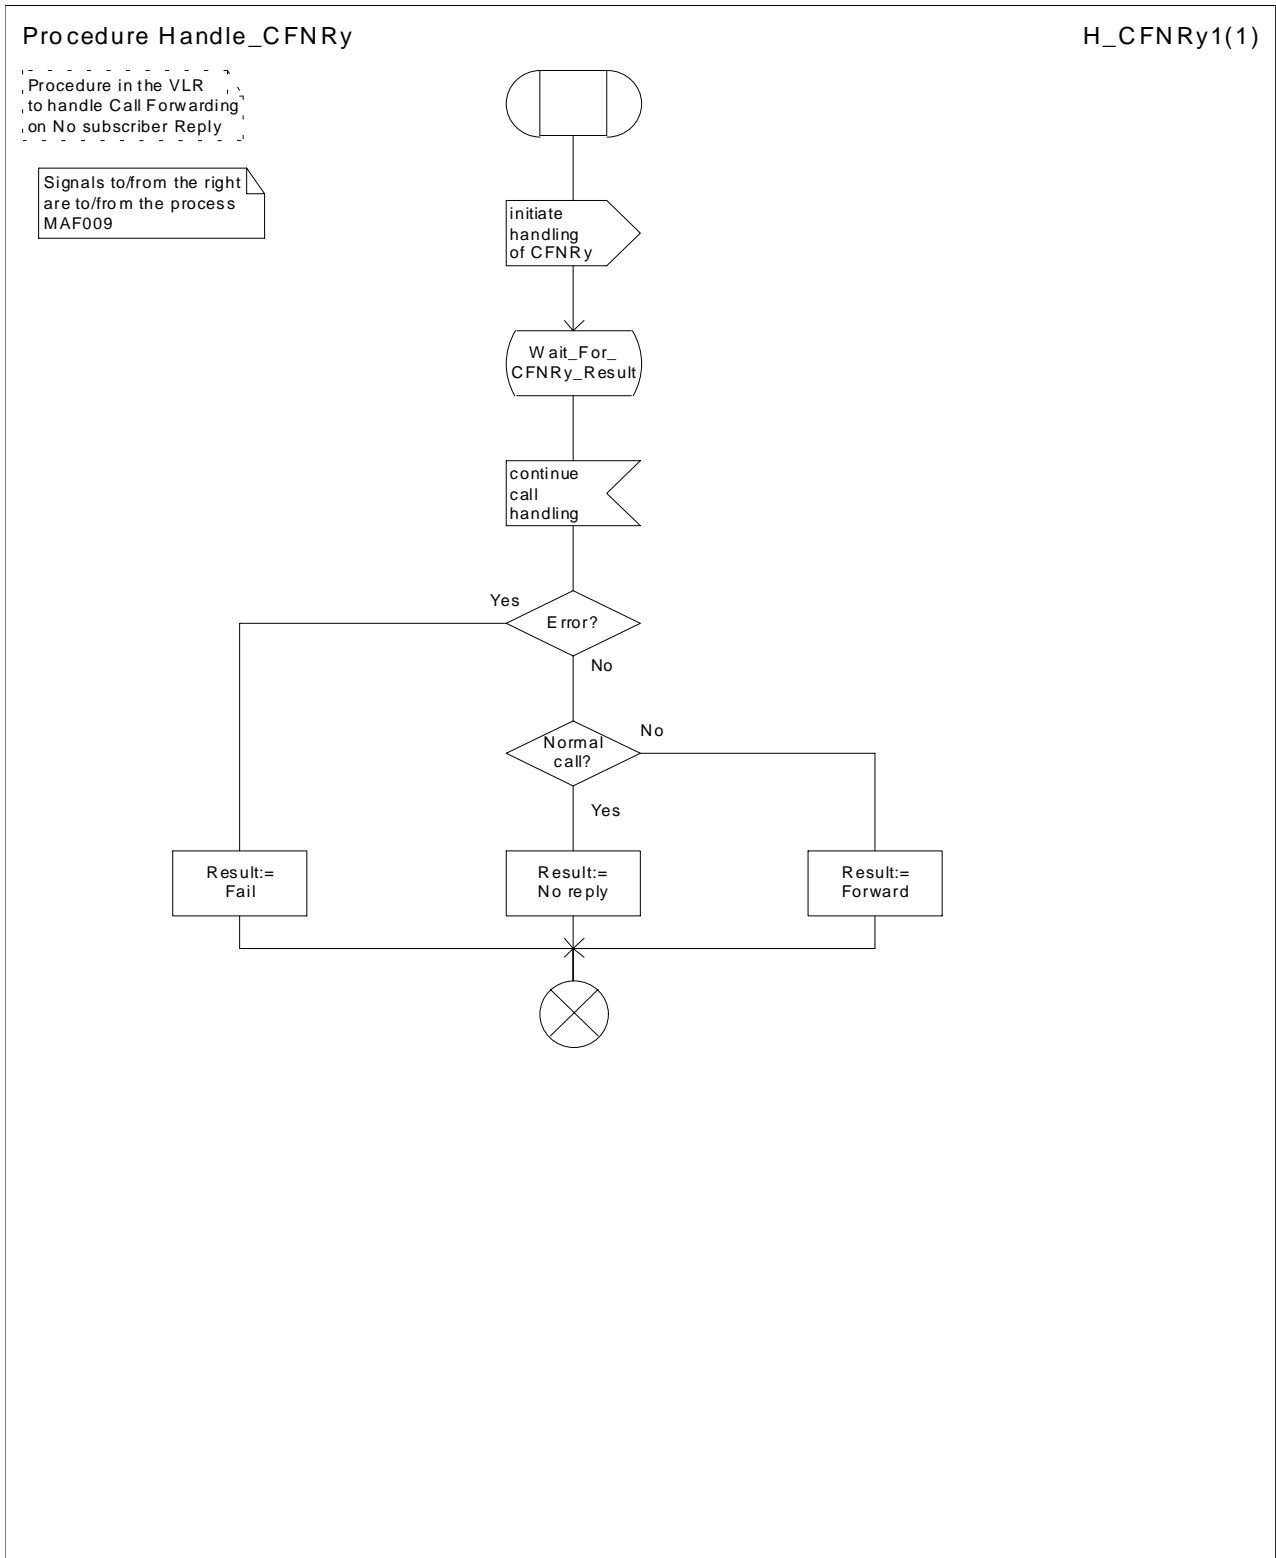 Procedure Handle_CFNRy
H_CFNRy1(1)
Procedure in the VLR
to handle Call Forwarding
on No subscriber Reply
Signals to/from the right
are to/from the process
MAF009
initiate
handling
of CFNRy
Wait_For_
CFNRy_Result
continue
call
handling
Yes
Error?
No
No
Normal
call?
Yes
Result:=
Fail
Result:=
No reply
Result:=
Forward